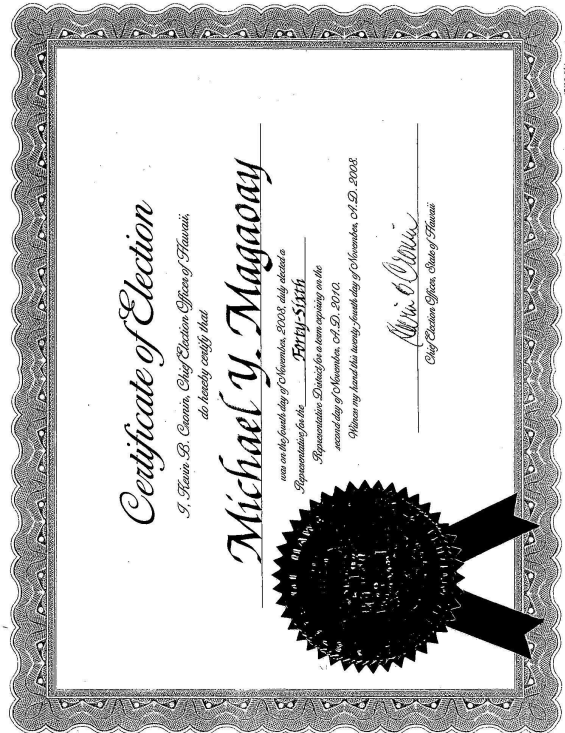 Certificate of Election
I, Kevin B. Cronin, Chief Election Officer of Hawaii,
do hereby certify that
Michael Y. Magaoay
was on the fourth day of November, 2008, duly elected a
Representative for the Forty-Sixth
Representative District for a term expiring on the
second day of November, A.D. 2010.
Witness my hand this twenty-fourth day of November, A.D. 2008.
Kevin B Cronin
Chief Election Officer, State of Hawaii